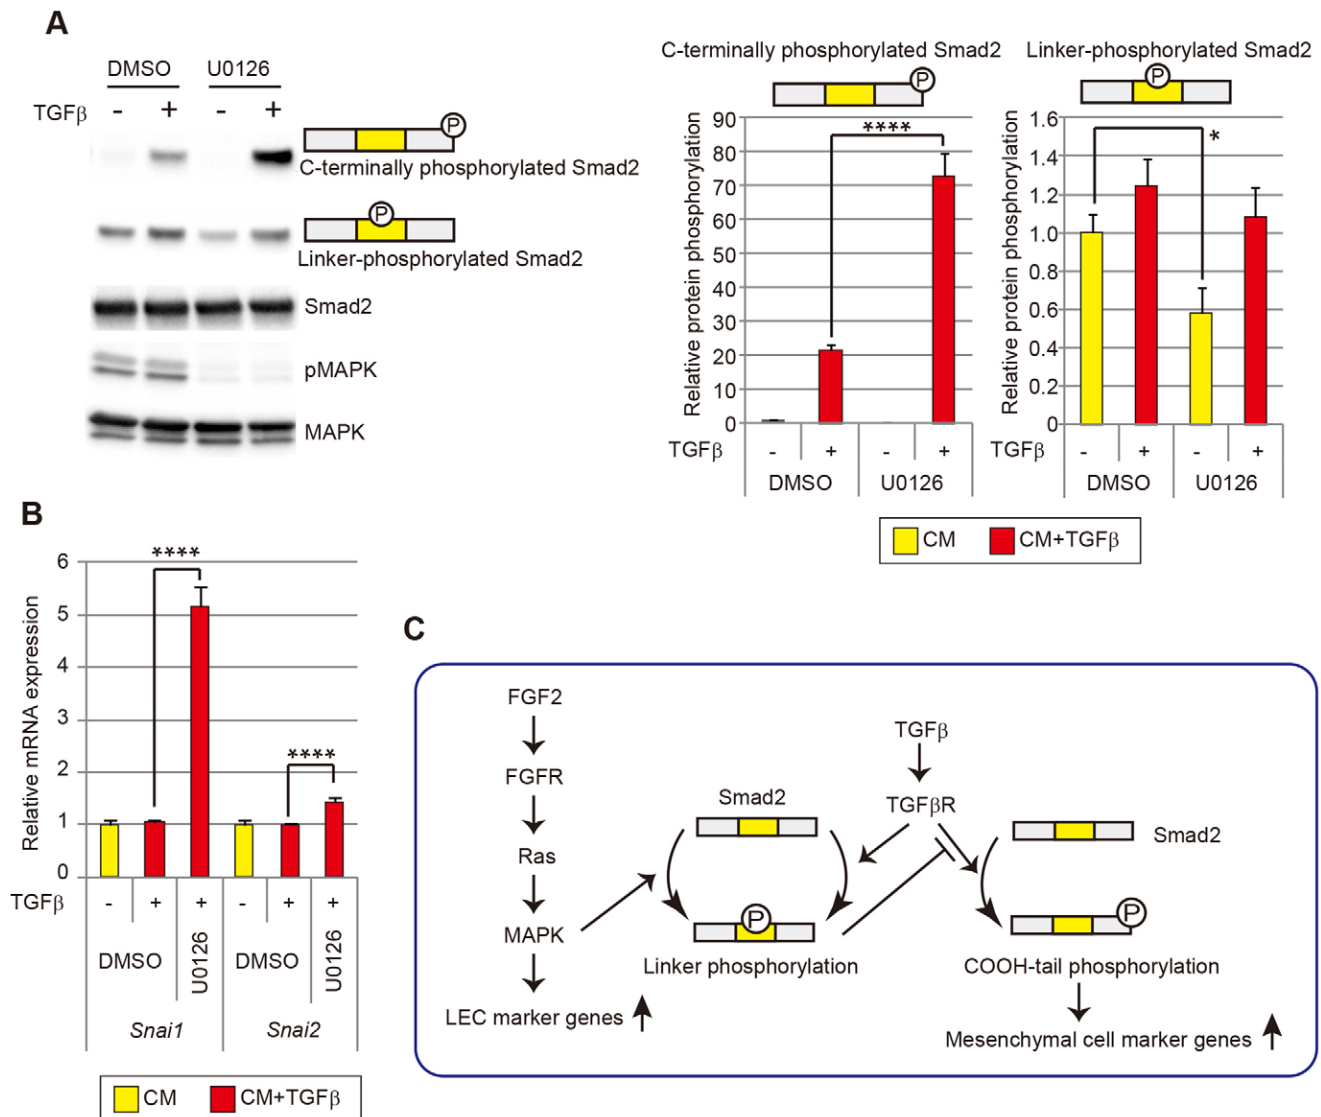 A
DMSO U0126
TGFβ - + - +
P
C-terminally phosphorylated Smad2
P
Linker-phosphorylated Smad2
Smad2
pMAPK
MAPK
C-terminally phosphorylated Smad2
P
Relative protein phosphorylation
90
80
70
60
50
40
30
20
10
0
****
TGFβ - + - +
DMSO U0126
Linker-phosphorylated Smad2
P
Relative protein phosphorylation
1.6
1.4
1.2
1.0
0.8
0.6
0.4
0.2
0
*
TGFβ - + - +
DMSO U0126
CM CM+TGFβ
B
Relative mRNA expression
6
5
4
3
2
1
0
****
****
TGFβ - + + - + +
DMSO U0126 DMSO U0126
Snai1 Snai2
CM CM+TGFβ
C
FGF2
FGFR
Ras
MAPK
LEC marker genes
Smad2
P
Linker phosphorylation
TGFβ
TGFβR
Smad2
P
COOH-tail phosphorylation
Mesenchymal cell marker genes